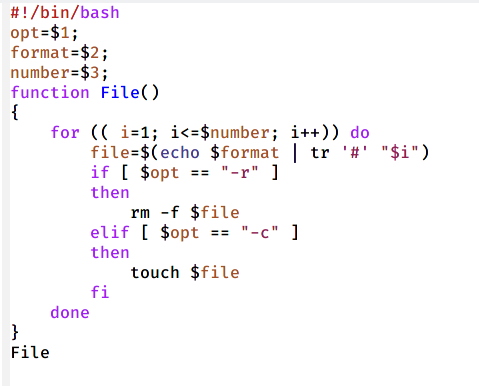 #!/bin/bash
opt=$1;
format=$2;
number=$3;
function File()
{
    for (( i=1; i<=$number; i++)) do
        file=$(echo $format | tr '#' "$i")
        if [ $opt == "-r" ]
        then
            rm -f $file
        elif [ $opt == "-c" ]
        then
            touch $file
        fi
    done
}
File